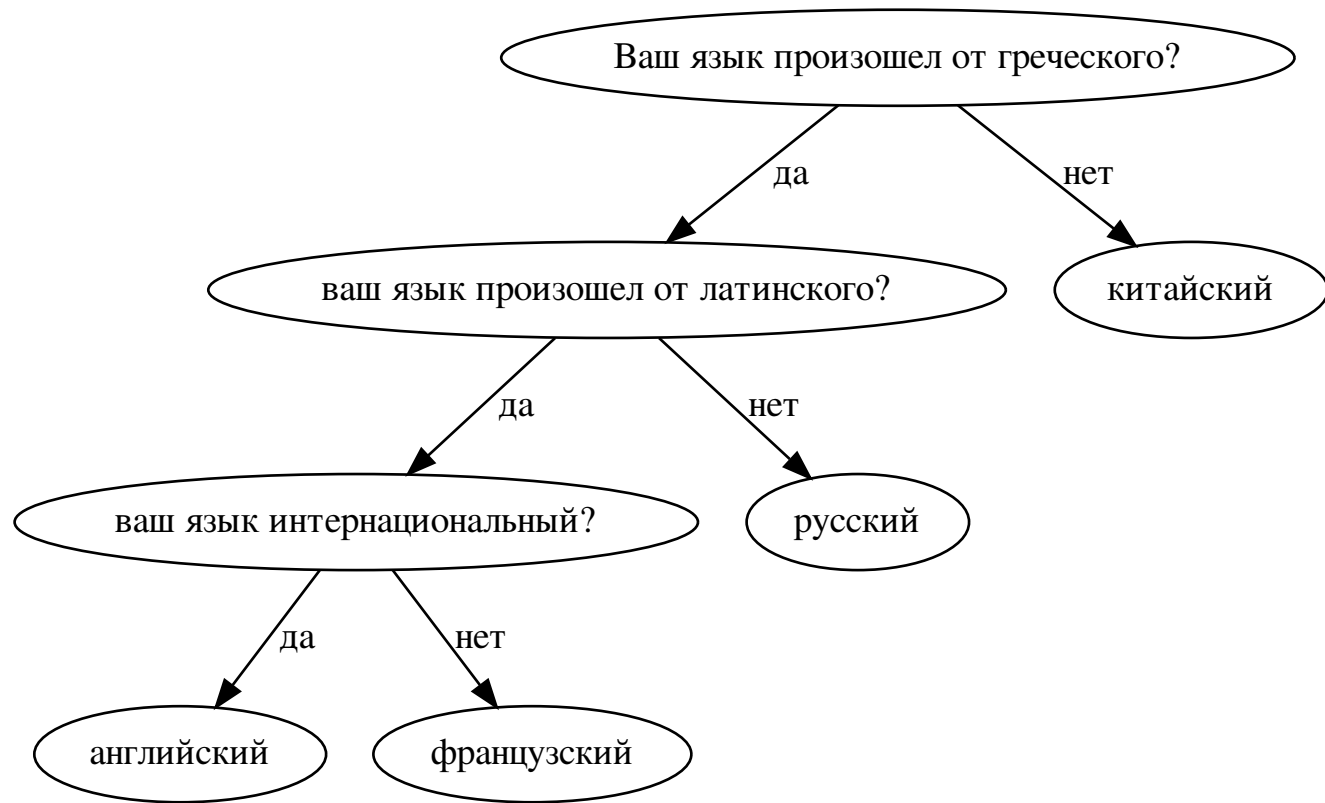 Ваш язык произошел от греческого?
да
нет
ваш язык произошел от латинского?
китайский
да
нет
ваш язык интернациональный?
русский
да
нет
английский
французский